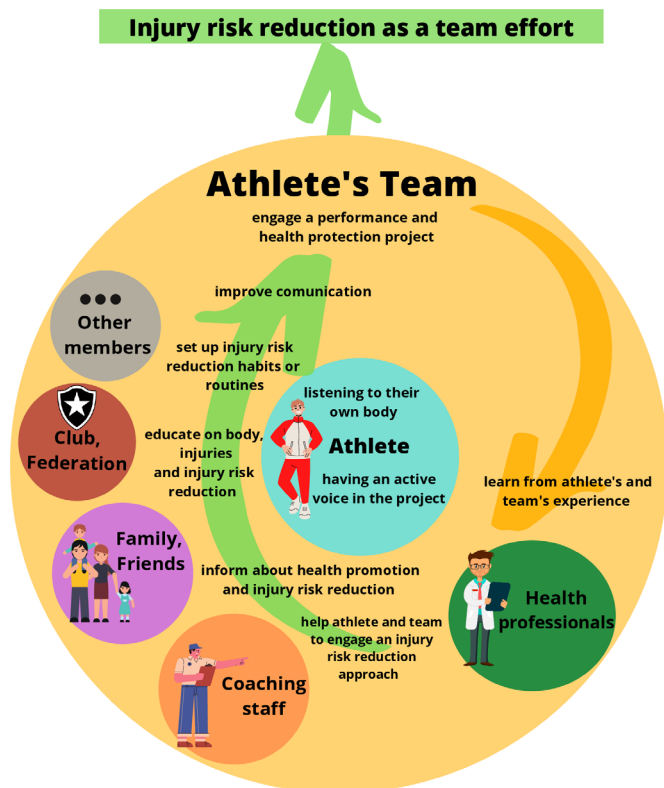 Injury risk reduction as a team effort
Athlete's Team
engage a performance and
health protection project
improve comunication
Other
members
set up injury risk
reduction habits or
routines
listening to their
own body
Athlete
having an active
voice in the project
Club,
Federation
educate on body,
injuries
and injury risk
reduction
learn from athlete's and
team's experience
Family,
Friends
inform about health promotion
and injury risk reduction
Health
professionals
help athlete and team
to engage an injury
risk reduction
approach
Coaching
staff